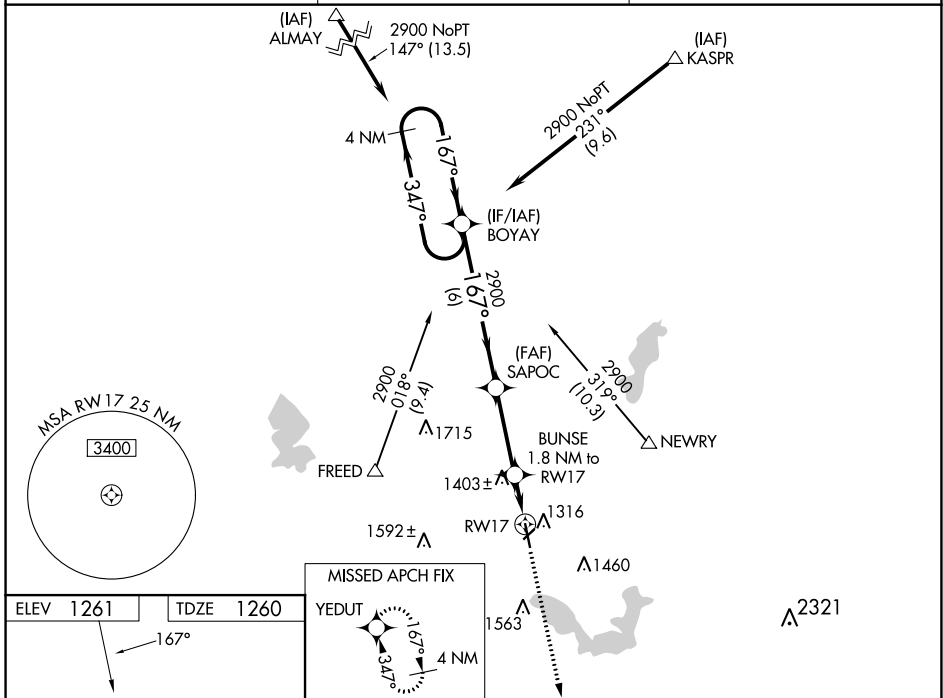 (IAF)
ALMAY
2900 NoPT
147° (13.5)
(IAF)
KASPR
2900 NoPT
231°
(9.6)
4 NM
167°
347°
(IF/IAF)
BOYAY
2900
167°
(6)
(FAF)
SAPOC
2900
018°
(9.4)
2900
319°
(10.3)
MSA RW17 25 NM
3400
1715
FREED
NEWRY
BUNSE
1.8 NM to
RW17
1403±
RW17
1316
1592±
1460
MISSED APCH FIX
YEDUT
167°
347°
4 NM
1563
2321
ELEV 1261
TDZE 1260
167°